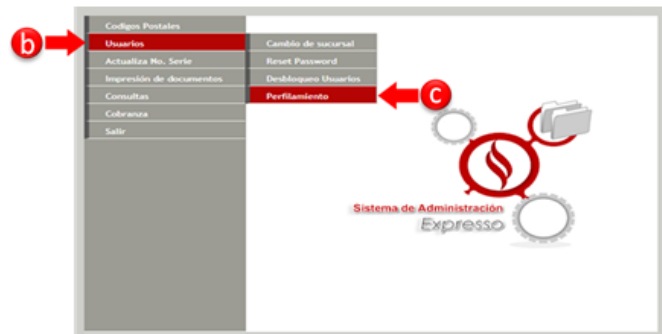 Codigos Postales
b
Usuarios
Cambio de sucursal
Actualiza No. Serie
Reset Password
Impresión de documentos
Desbloqueo Usuarios
Consultas
Perfilamiento
C
Cobranza
Salir
Sistema de Administración
Expresso